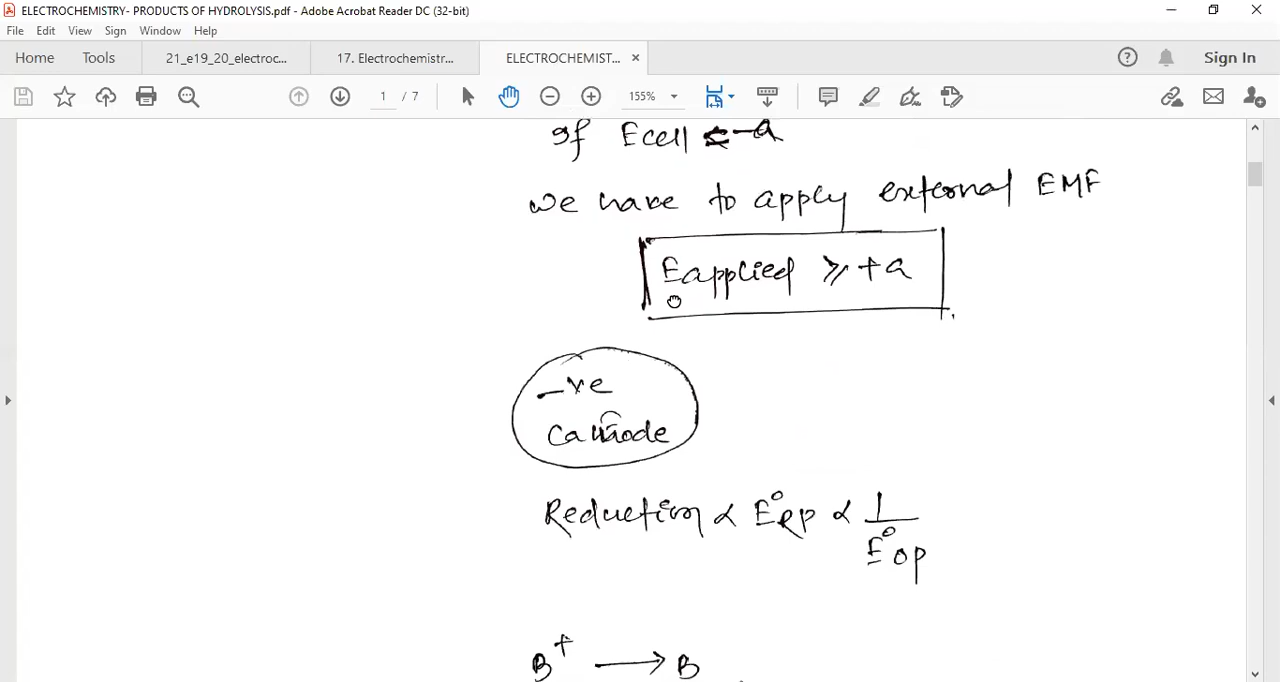 ELECTROCHEMISTRY- PRODUCTS OF HYDROLYSIS.pdf - Adobe Acrobat Reader DC (32-bit)
File Edit View Sign Window Help
Home Tools 21_e19_20_electroc... 17. Electrochemistr... ELECTROCHEMIST... × Sign In
1 / 7 155%
If Ecell = -a
we have to apply external EMF
Eapplied ≥ +a
-ve
Cathode
Reduction ∝ E°RP ∝ 1/E°OP
B⁺ → B